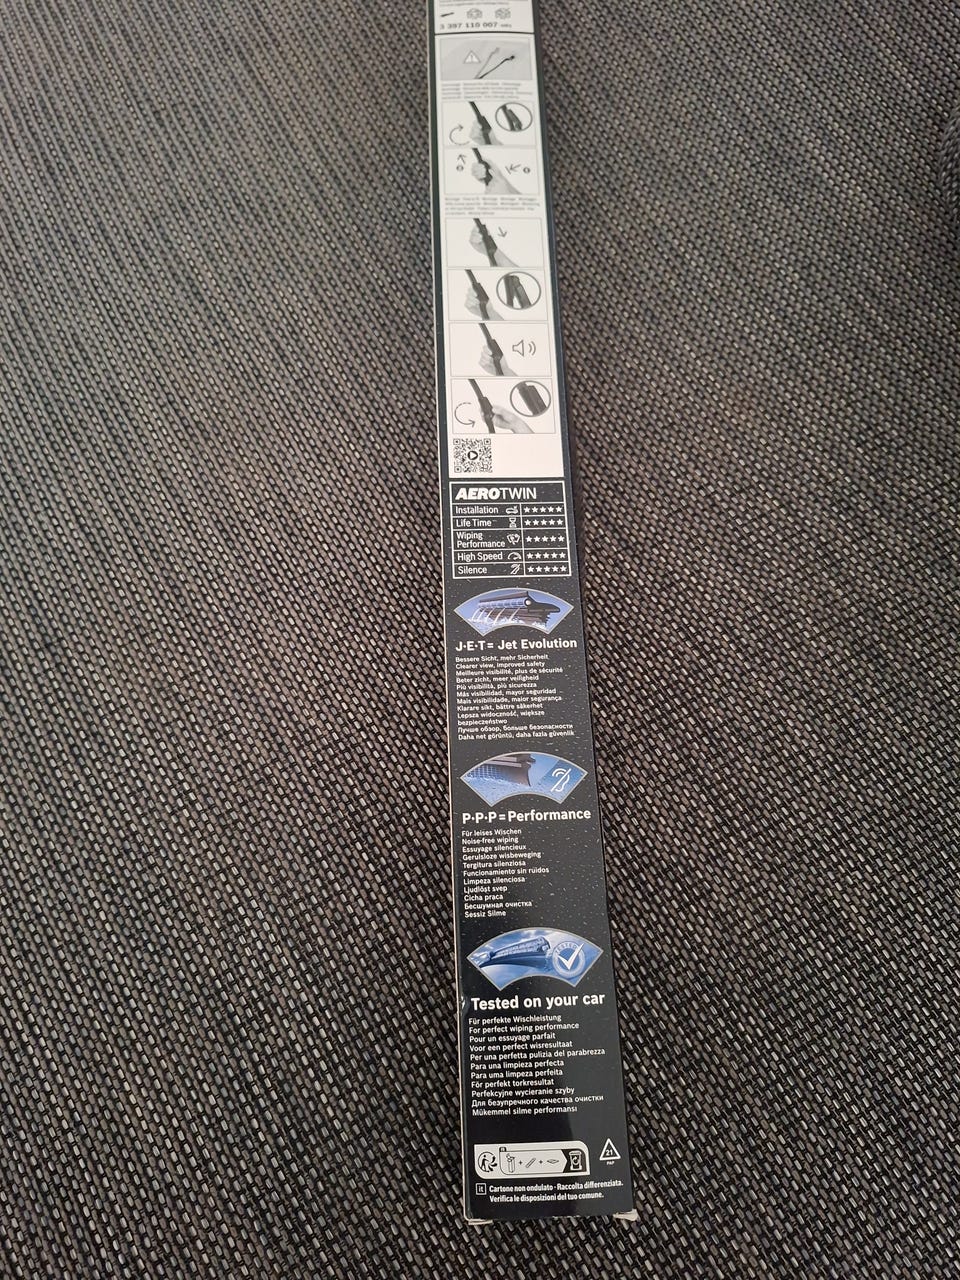 3 397 110 007
AEROTWIN
Installation ★★★★★
Life Time ★★★★★
Wiping
Performance ★★★★★
High Speed ★★★★★
Silence ★★★★★
J·E·T = Jet Evolution
Bessere Sicht, mehr Sicherheit
Clearer view, improved safety
Meilleure visibilité, plus de sécurité
Beter zicht, meer veiligheid
Più visibilità, più sicurezza
Más visibilidad, mayor seguridad
Mais visibilidade, maior segurança
Klarare sikt, bättre säkerhet
Lepsza widoczność, większe
bezpieczeństwo
Лучше обзор, больше безопасности
Daha net görüntü, daha fazla güvenlik
P·P·P = Performance
Für leises Wischen
Noise-free wiping
Essuyage silencieux
Geruisloze wisbeweging
Tergitura silenziosa
Funcionamiento sin ruidos
Limpeza silenciosa
Ljudlöst svep
Cicha praca
Бесшумная очистка
Sessiz Silme
TESTED
Tested on your car
Für perfekte Wischleistung
For perfect wiping performance
Pour un essuyage parfait
Voor een perfect wisresultaat
Per una perfetta pulizia del parabrezza
Para una limpieza perfecta
Para uma limpeza perfeita
För perfekt torkresultat
Perfekcyjne wycieranie szyby
Для безупречного качества очистки
Mükemmel silme performansı
21
PAP
it Cartone non ondulato - Raccolta differenziata.
Verifica le disposizioni del tuo comune.